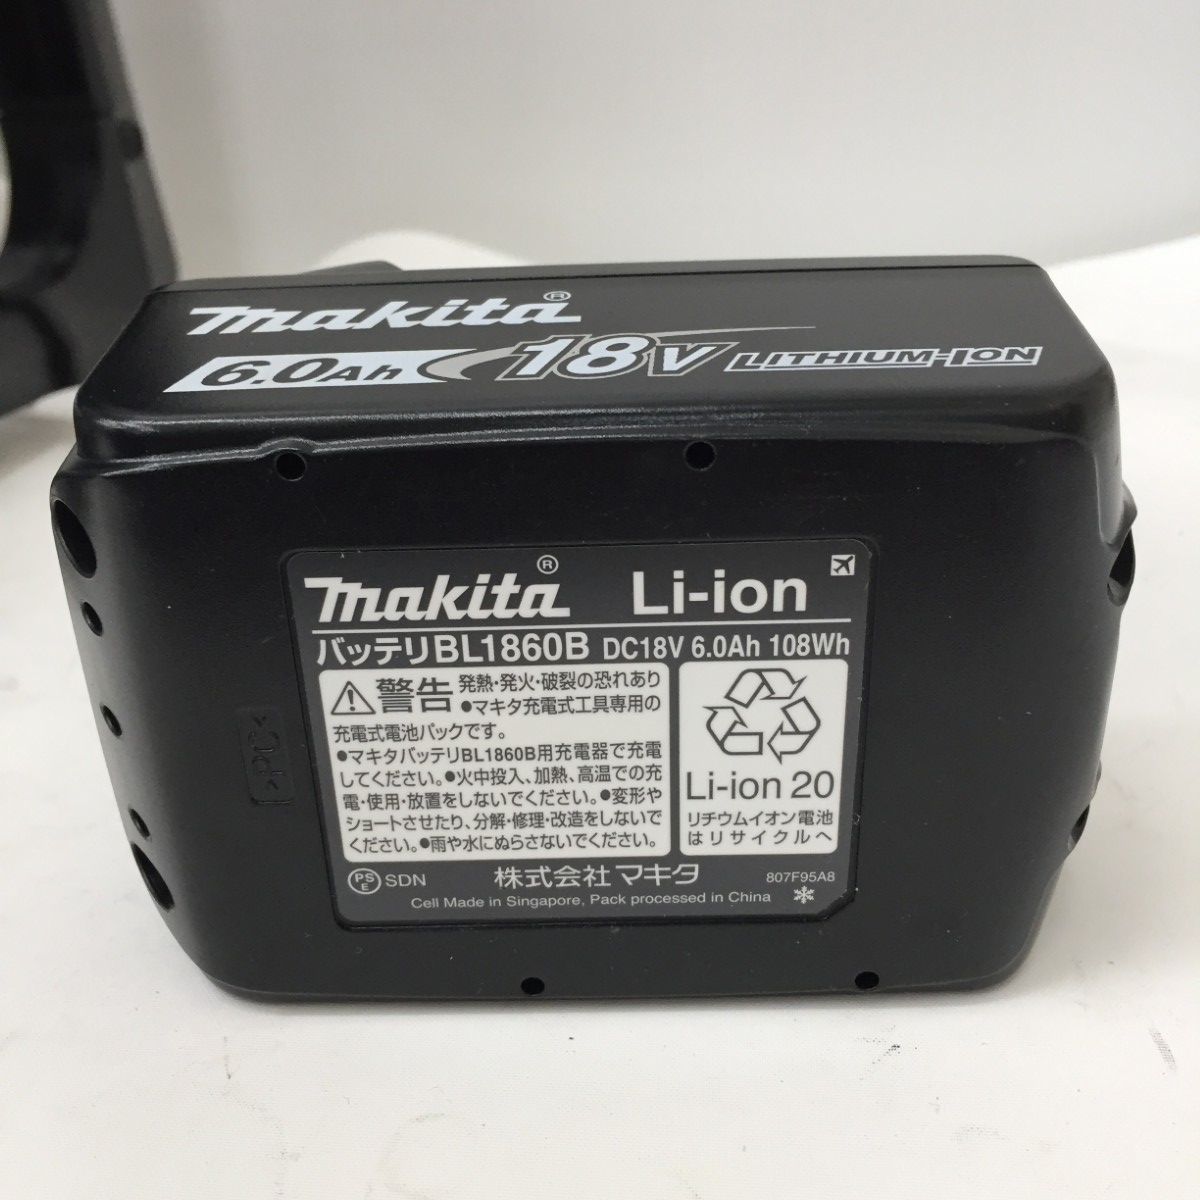 makita®
6.0Ah 18V LITHIUM-ION
makita® Li-ion
バッテリBL1860B DC18V 6.0Ah 108Wh
警告 発熱・発火・破裂の恐れあり
●マキタ充電式工具専用の
充電式電池パックです。
●マキタバッテリBL1860B用充電器で充電
してください。●火中投入、加熱、高温での充
電・使用・放置をしないでください。●変形や
ショートさせたり、分解・修理・改造をしないで
ください。●雨や水にぬらさないでください。
Li-ion 20
リチウムイオン電池
はリサイクルへ
PSE SDN 株式会社 マキタ 807F95A8
Cell Made in Singapore, Pack processed in China
>PC<